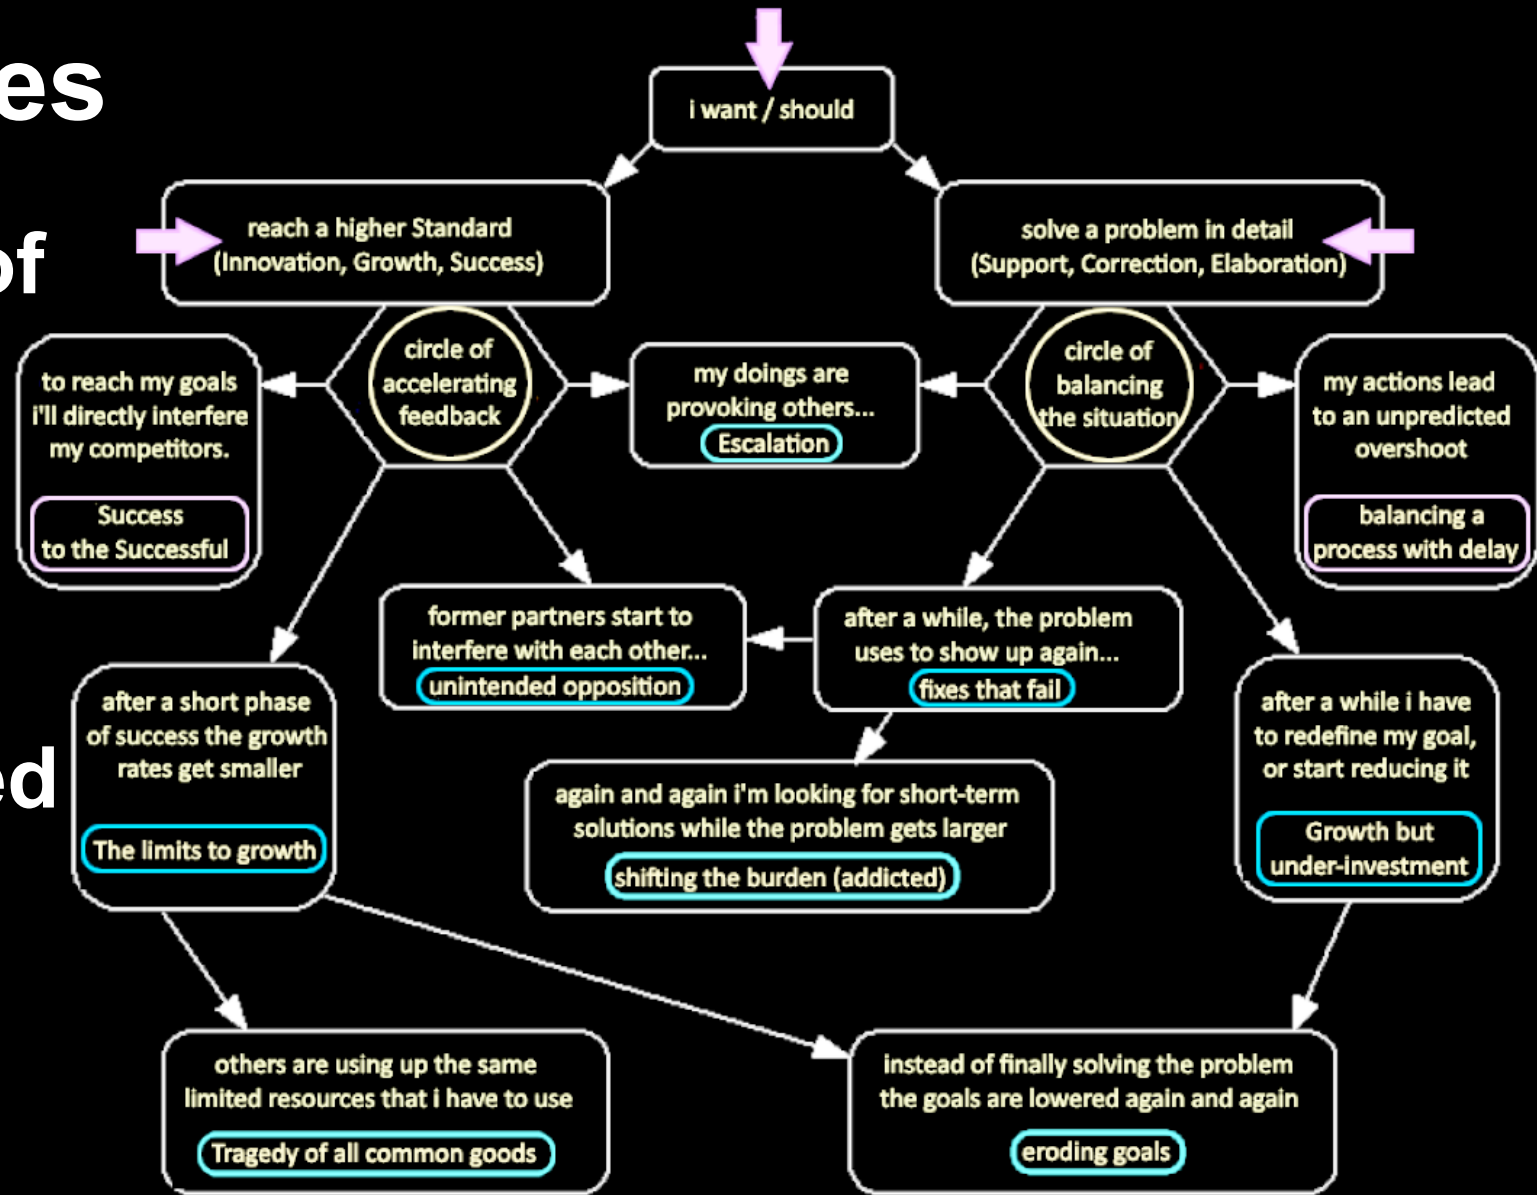 es
of
ed
i want / should
reach a higher Standard
(Innovation, Growth, Success)
solve a problem in detail
(Support, Correction, Elaboration)
circle of
accelerating
feedback
circle of
balancing
the situation
to reach my goals
i'll directly interfere
my competitors.
Success
to the Successful
my doings are
provoking others...
Escalation
my actions lead
to an unpredicted
overshoot
balancing a
process with delay
former partners start to
interfere with each other...
unintended opposition
after a while, the problem
uses to show up again...
fixes that fail
after a short phase
of success the growth
rates get smaller
The limits to growth
again and again i'm looking for short-term
solutions while the problem gets larger
shifting the burden (addicted)
after a while i have
to redefine my goal,
or start reducing it
Growth but
under-investment
others are using up the same
limited resources that i have to use
Tragedy of all common goods
instead of finally solving the problem
the goals are lowered again and again
eroding goals